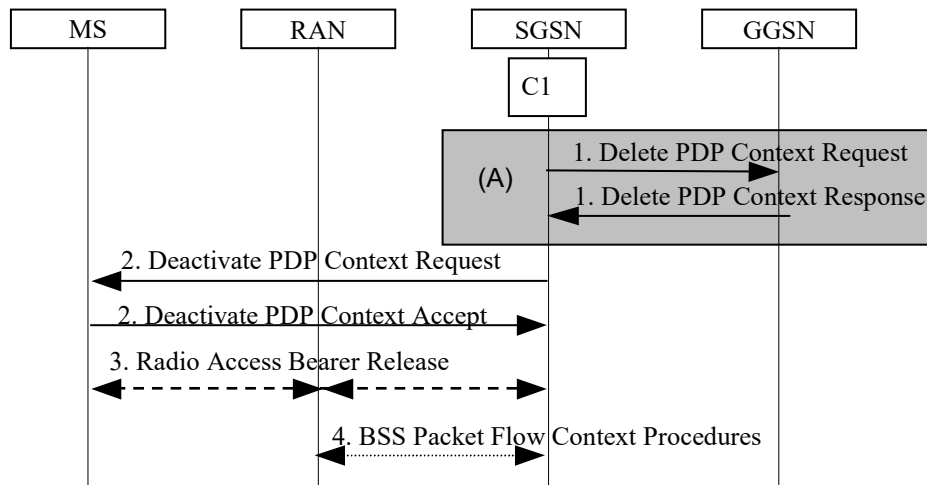 MS
RAN
SGSN
GGSN
C1
1. Delete PDP Context Request
(A)
1. Delete PDP Context Response
2. Deactivate PDP Context Request
2. Deactivate PDP Context Accept
3. Radio Access Bearer Release
4. BSS Packet Flow Context Procedures